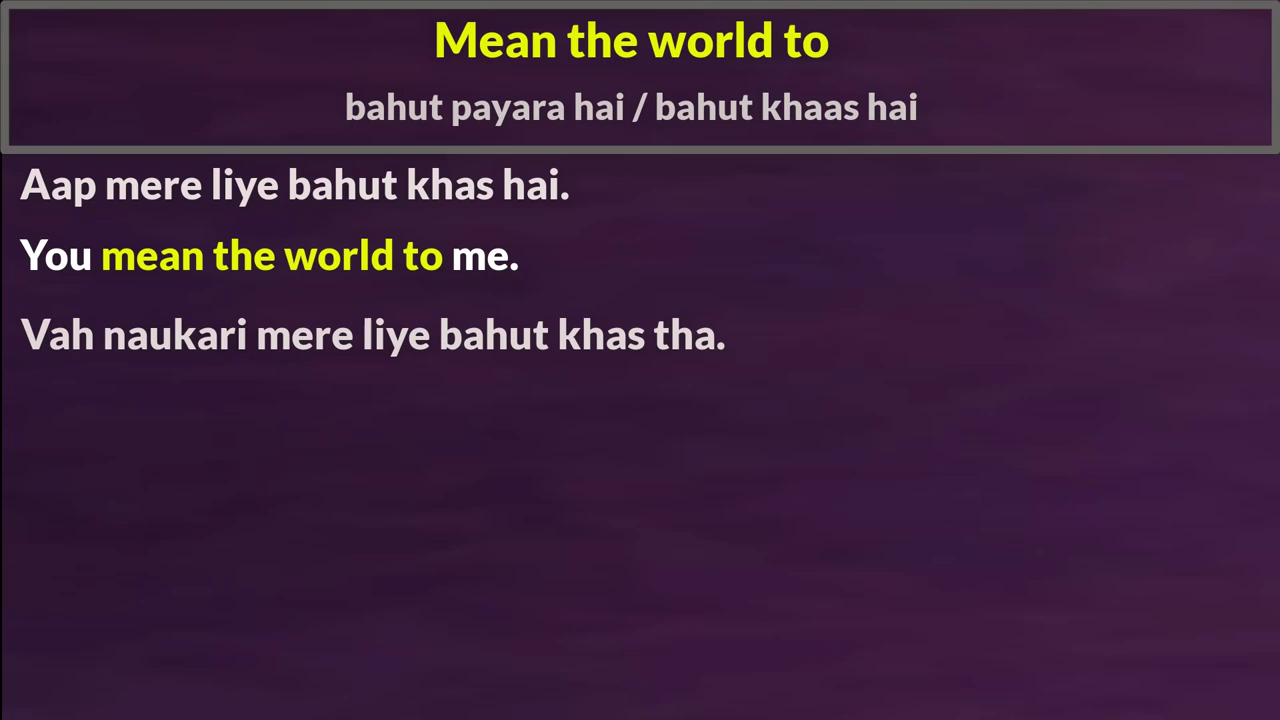 Mean the world to
bahut payara hai / bahut khaas hai
Aap mere liye bahut khas hai.
You mean the world to me.
Vah naukari mere liye bahut khas tha.